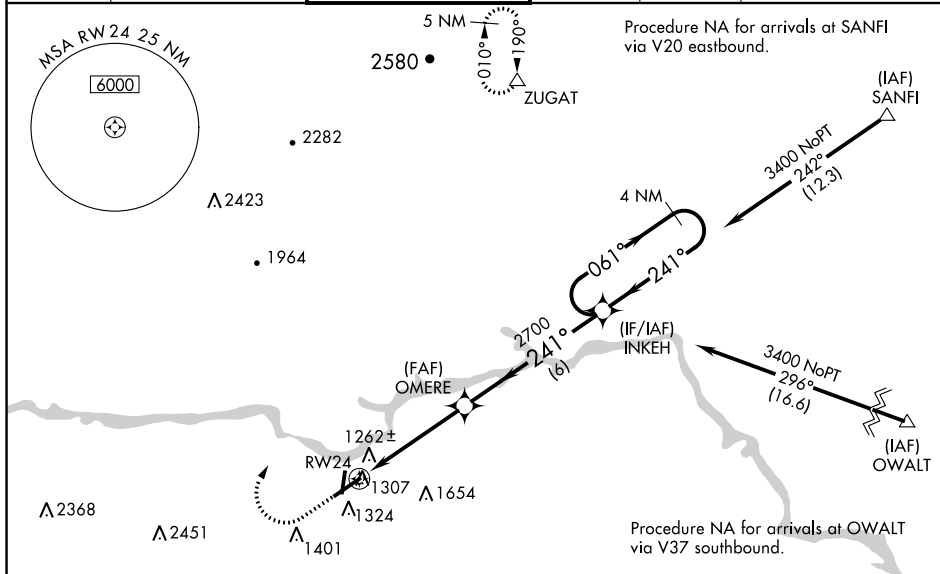 MSA RW24 25 NM
6000
5 NM
010°
190°
ZUGAT
2580
Procedure NA for arrivals at SANFI
via V20 eastbound.
(IAF)
SANFI
2282
3400 NoPT
242°
(12.3)
2423
4 NM
061°
241°
1964
(IF/IAF)
INKEH
2700
241°
(6)
(FAF)
OMERE
3400 NoPT
296°
(16.6)
(IAF)
OWALT
1262±
RW24
1307
1654
1324
2368
2451
1401
Procedure NA for arrivals at OWALT
via V37 southbound.